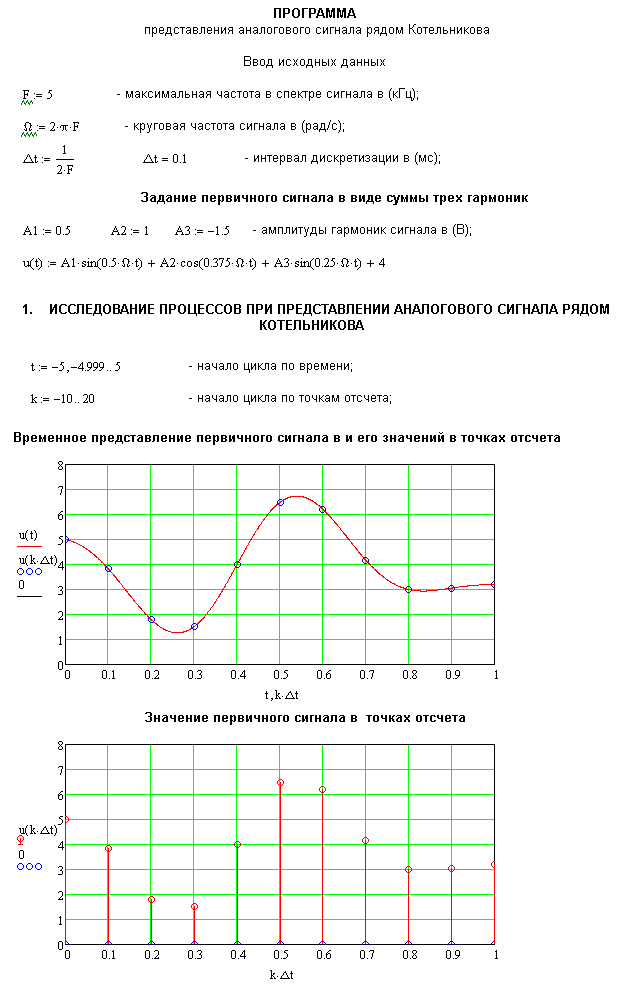 ПРОГРАММА
представления аналогового сигнала рядом Котельникова
Ввод исходных данных
F := 5 - максимальная частота в спектре сигнала в (кГц);
Ω := 2·π·F - круговая частота сигнала в (рад/с);
Δt := 1/(2·F) Δt = 0.1 - интервал дискретизации в (мс);
Задание первичного сигнала в виде суммы трех гармоник
A1 := 0.5 A2 := 1 A3 := −1.5 - амплитуды гармоник сигнала в (В);
u(t) := A1·sin(0.5·Ω·t) + A2·cos(0.375·Ω·t) + A3·sin(0.25·Ω·t) + 4
1. ИССЛЕДОВАНИЕ ПРОЦЕССОВ ПРИ ПРЕДСТАВЛЕНИИ АНАЛОГОВОГО СИГНАЛА РЯДОМ
КОТЕЛЬНИКОВА
t := −5, −4.999 .. 5 - начало цикла по времени;
k := −10 .. 20 - начало цикла по точкам отсчета;
Временное представление первичного сигнала в и его значений в точках отсчета
8
7
6
5
4
3
2
1
0
u(t)
u(k·Δt)
0
0 0.1 0.2 0.3 0.4 0.5 0.6 0.7 0.8 0.9 1
t, k·Δt
Значение первичного сигнала в точках отсчета
8
7
6
5
4
3
2
1
0
u(k·Δt)
0
0 0.1 0.2 0.3 0.4 0.5 0.6 0.7 0.8 0.9 1
k·Δt